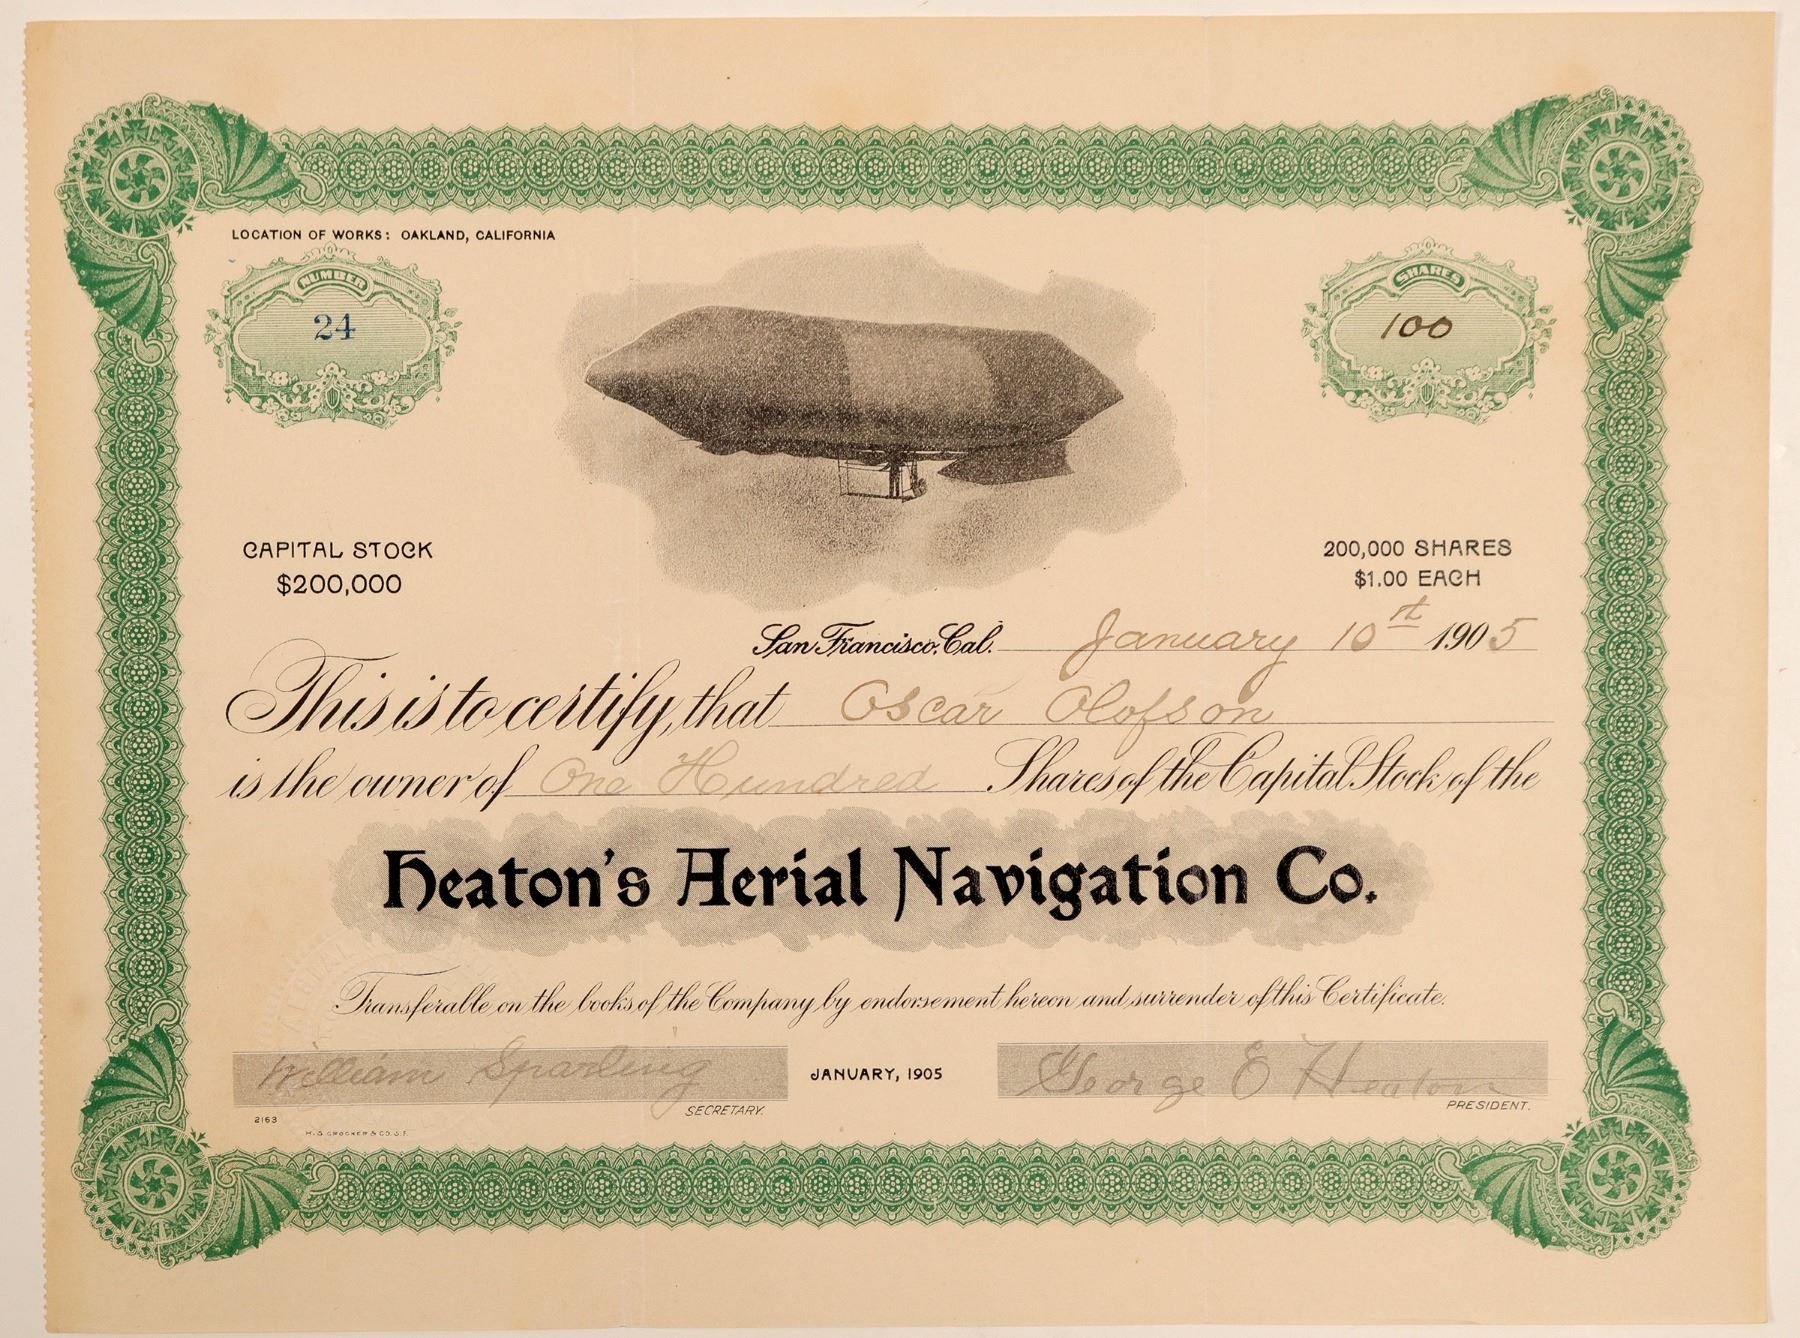 LOCATION OF WORKS: OAKLAND, CALIFORNIA
NUMBER
24
SHARES
100
CAPITAL STOCK
$200,000
200,000 SHARES
$1.00 EACH
San Francisco, Cal. January 10th 1905
This is to certify, that Oscar Olofson
is the owner of One Hundred Shares of the Capital Stock of the
Heaton's Aerial Navigation Co.
Transferable on the books of the Company by endorsement hereon and surrender of this Certificate.
William Sparling
SECRETARY.
JANUARY, 1905
George E Heaton
PRESIDENT.
2163
H.S. CROCKER & CO. S.F.